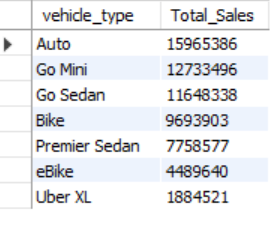 vehicle_type Total_Sales
Auto 15965386
Go Mini 12733496
Go Sedan 11648338
Bike 9693903
Premier Sedan 7758577
eBike 4489640
Uber XL 1884521